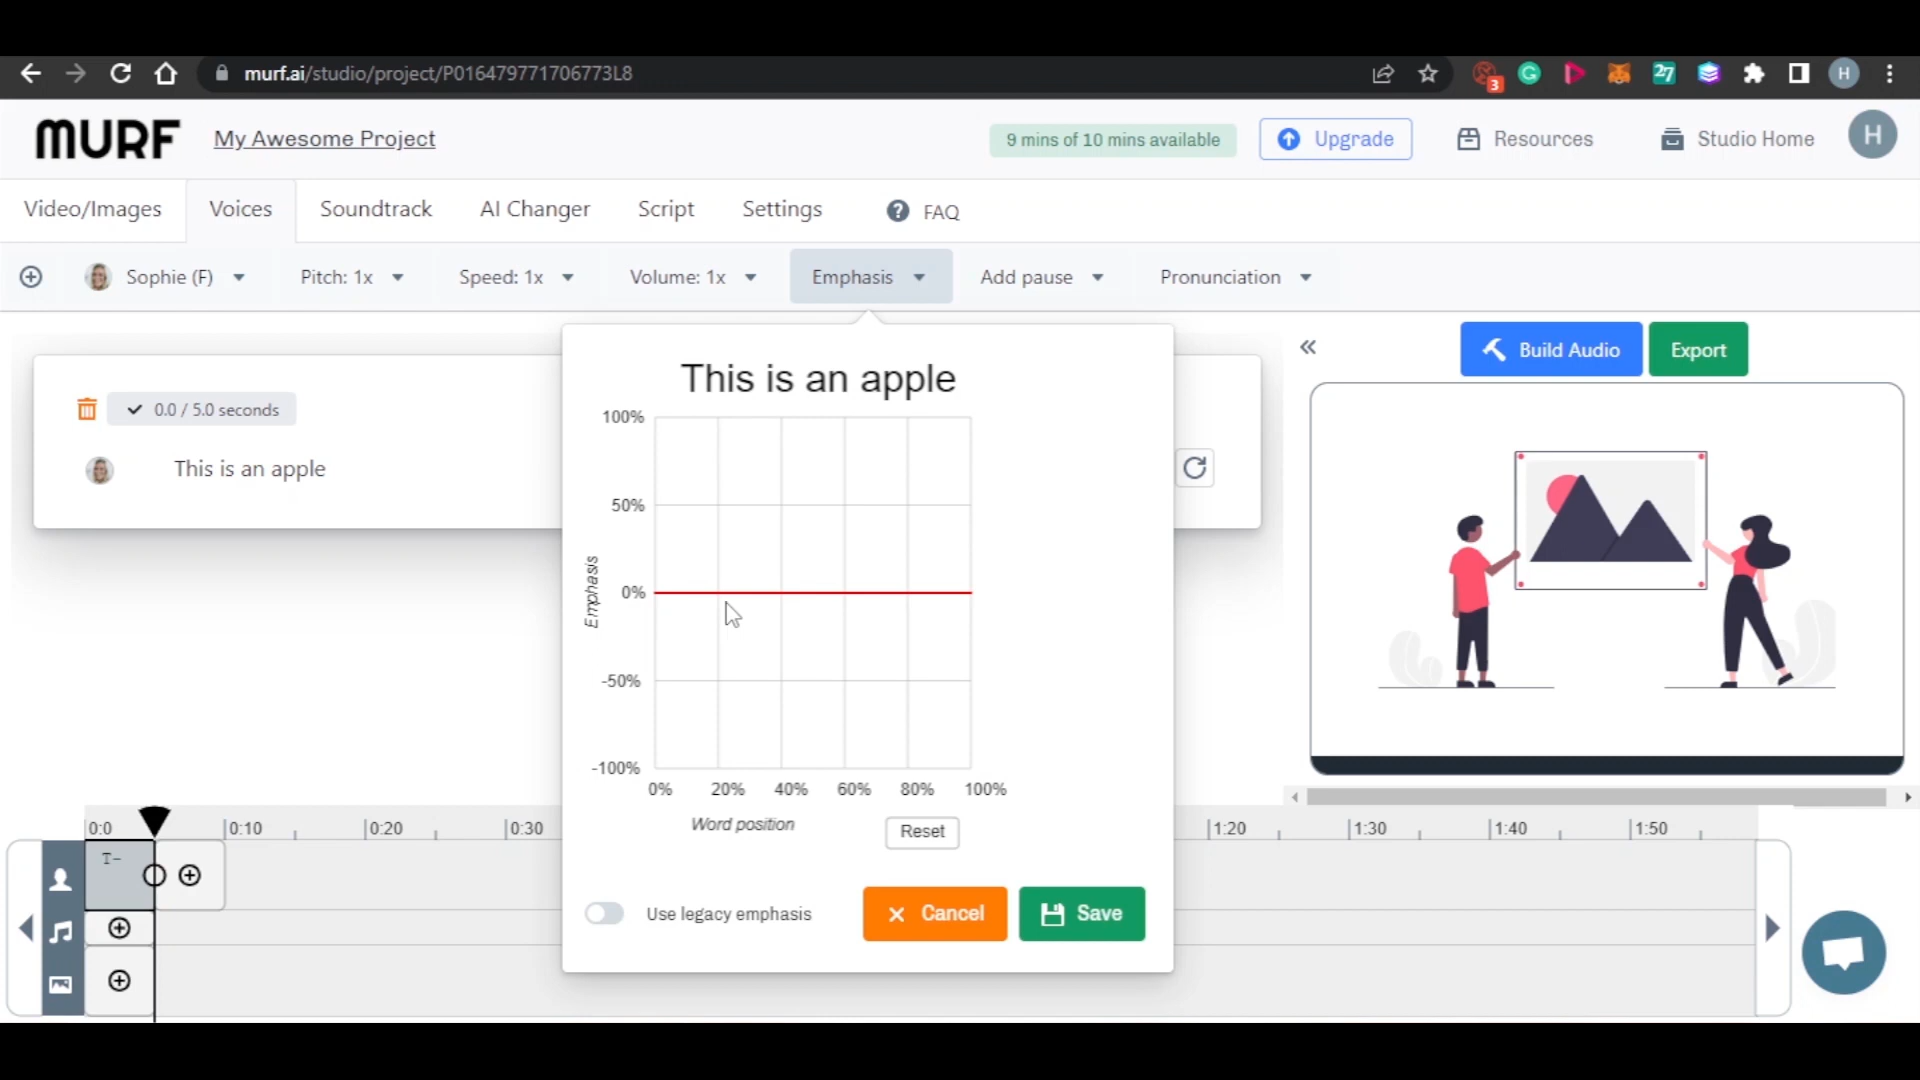 murf.ai/studio/project/P016479771706773L8
3
27
H
MURF
My Awesome Project
9 mins of 10 mins available
Upgrade
Resources
Studio Home
H
Video/Images
Voices
Soundtrack
AI Changer
Script
Settings
? FAQ
Sophie (F)
Pitch: 1x
Speed: 1x
Volume: 1x
Emphasis
Add pause
Pronunciation
Build Audio
Export
0.0 / 5.0 seconds
This is an apple
This is an apple
100%
50%
0%
-50%
-100%
Emphasis
0%
20%
40%
60%
80%
100%
Word position
Reset
Use legacy emphasis
Cancel
Save
0:0
0:10
0:20
0:30
1:20
1:30
1:40
1:50
T-